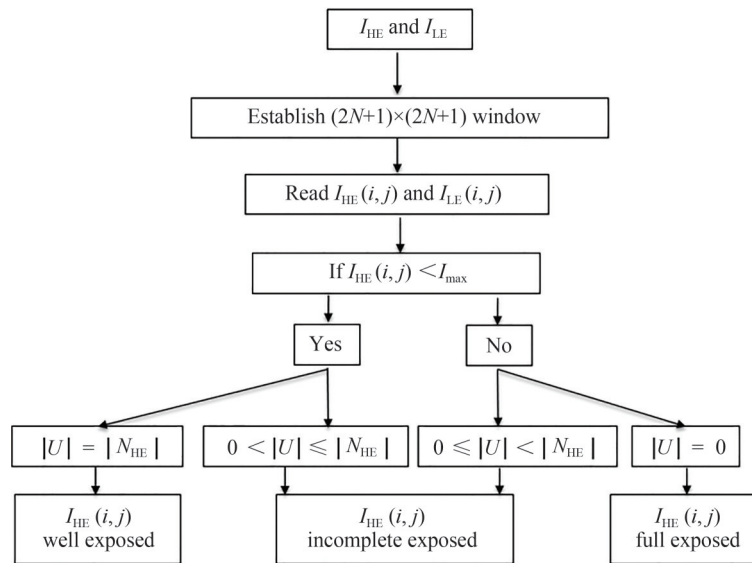 I_HE and I_LE
Establish (2N+1)×(2N+1) window
Read I_HE (i, j) and I_LE (i, j)
If I_HE (i, j) <I_max
Yes
No
|U| = |N_HE|
0 <|U| ≤ |N_HE|
0 ≤ |U| < |N_HE|
|U| = 0
I_HE (i, j)
well exposed
I_HE (i, j)
incomplete exposed
I_HE (i, j)
full exposed